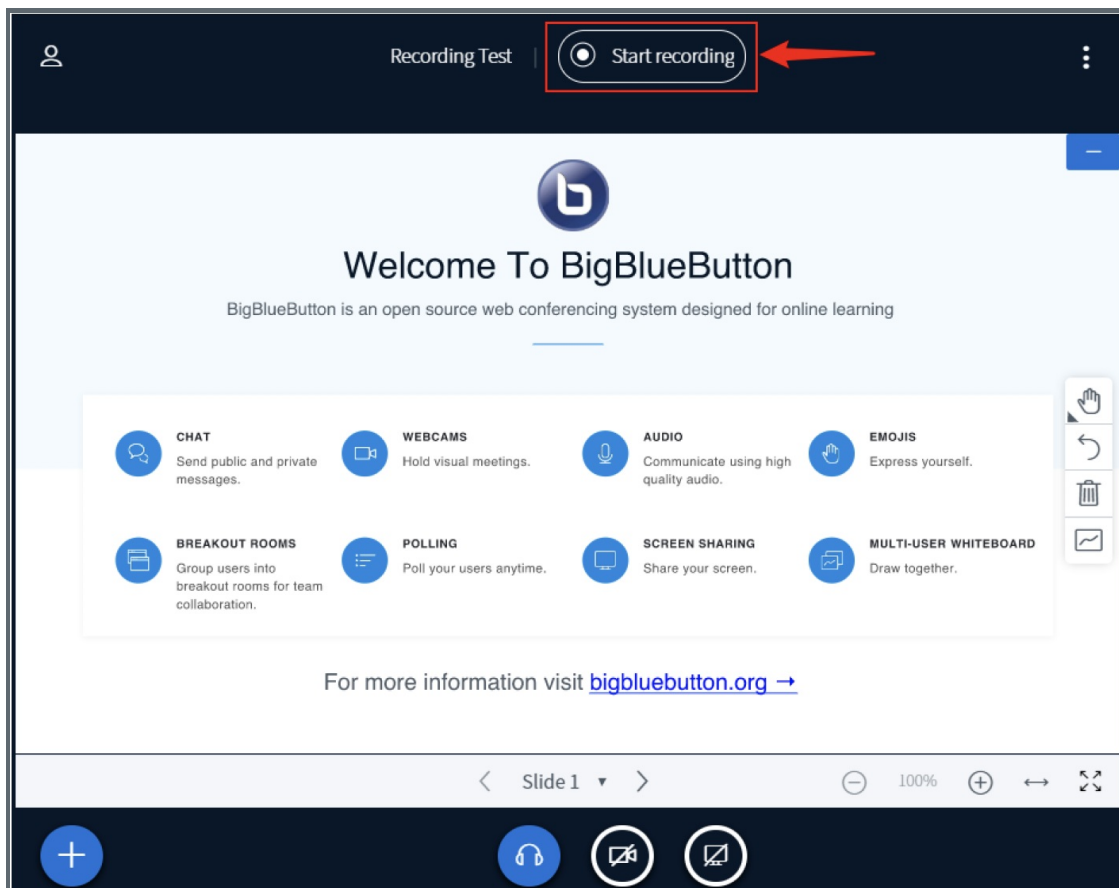 Recording Test | Start recording
Welcome To BigBlueButton
BigBlueButton is an open source web conferencing system designed for online learning
CHAT
Send public and private
messages.
WEBCAMS
Hold visual meetings.
AUDIO
Communicate using high
quality audio.
EMOJIS
Express yourself.
BREAKOUT ROOMS
Group users into
breakout rooms for team
collaboration.
POLLING
Poll your users anytime.
SCREEN SHARING
Share your screen.
MULTI-USER WHITEBOARD
Draw together.
For more information visit bigbluebutton.org →
Slide 1
100%